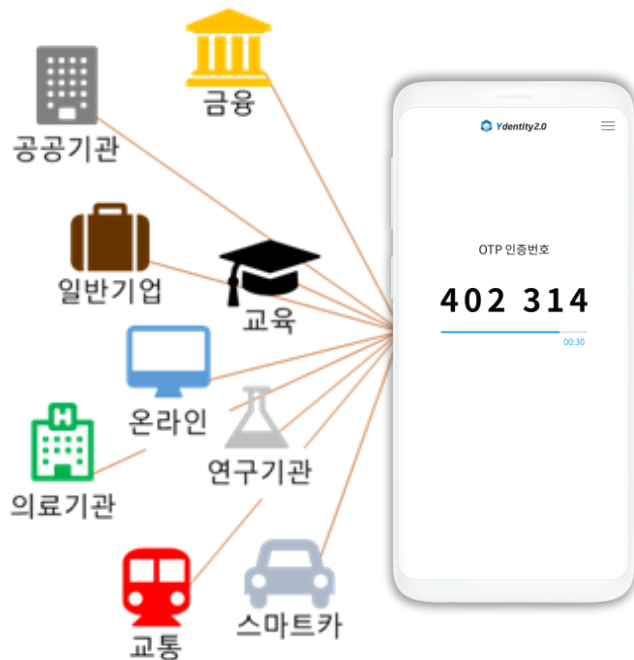 금융
공공기관
Ydentity2.0
일반기업
교육
OTP 인증번호
402 314
00:30
온라인
연구기관
H
의료기관
스마트카
교통